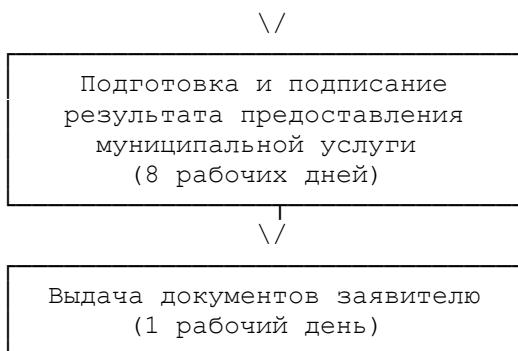 \/
Подготовка и подписание
результата предоставления
муниципальной услуги
(8 рабочих дней)
\/
Выдача документов заявителю
(1 рабочий день)